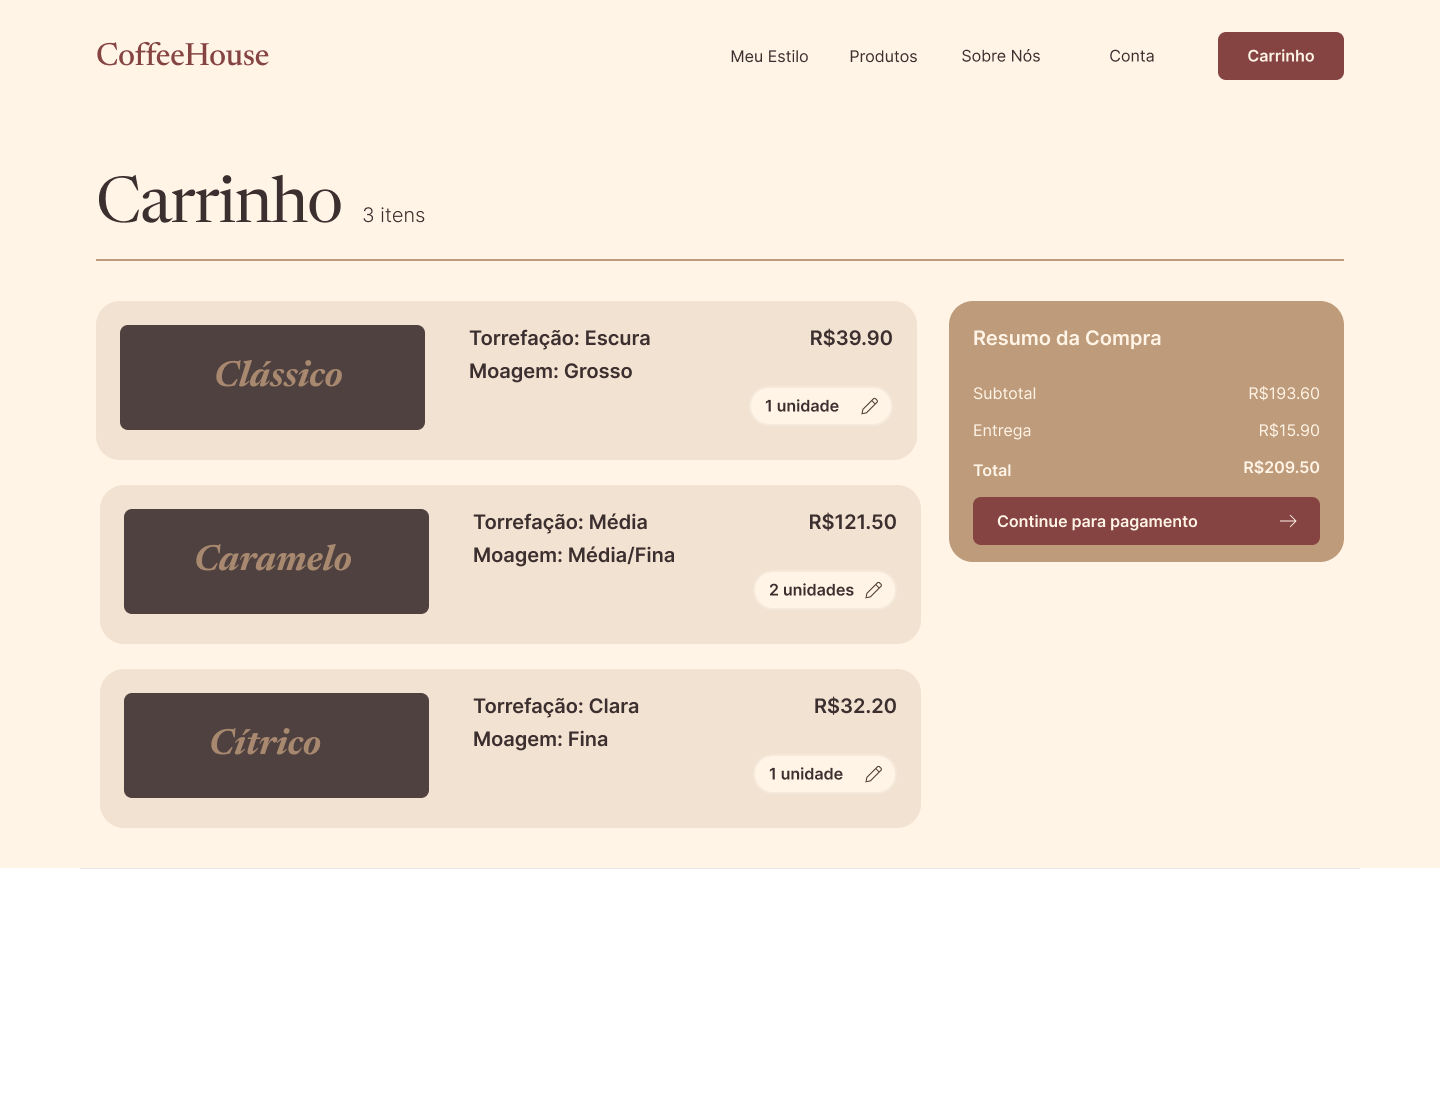 CoffeeHouse
Meu Estilo
Produtos
Sobre Nós
Conta
Carrinho
Carrinho
3 itens
Clássico
Torrefação: Escura
Moagem: Grosso
R$39.90
1 unidade
Caramelo
Torrefação: Média
Moagem: Média/Fina
R$121.50
2 unidades
Cítrico
Torrefação: Clara
Moagem: Fina
R$32.20
1 unidade
Resumo da Compra
Subtotal R$193.60
Entrega R$15.90
Total R$209.50
Continue para pagamento